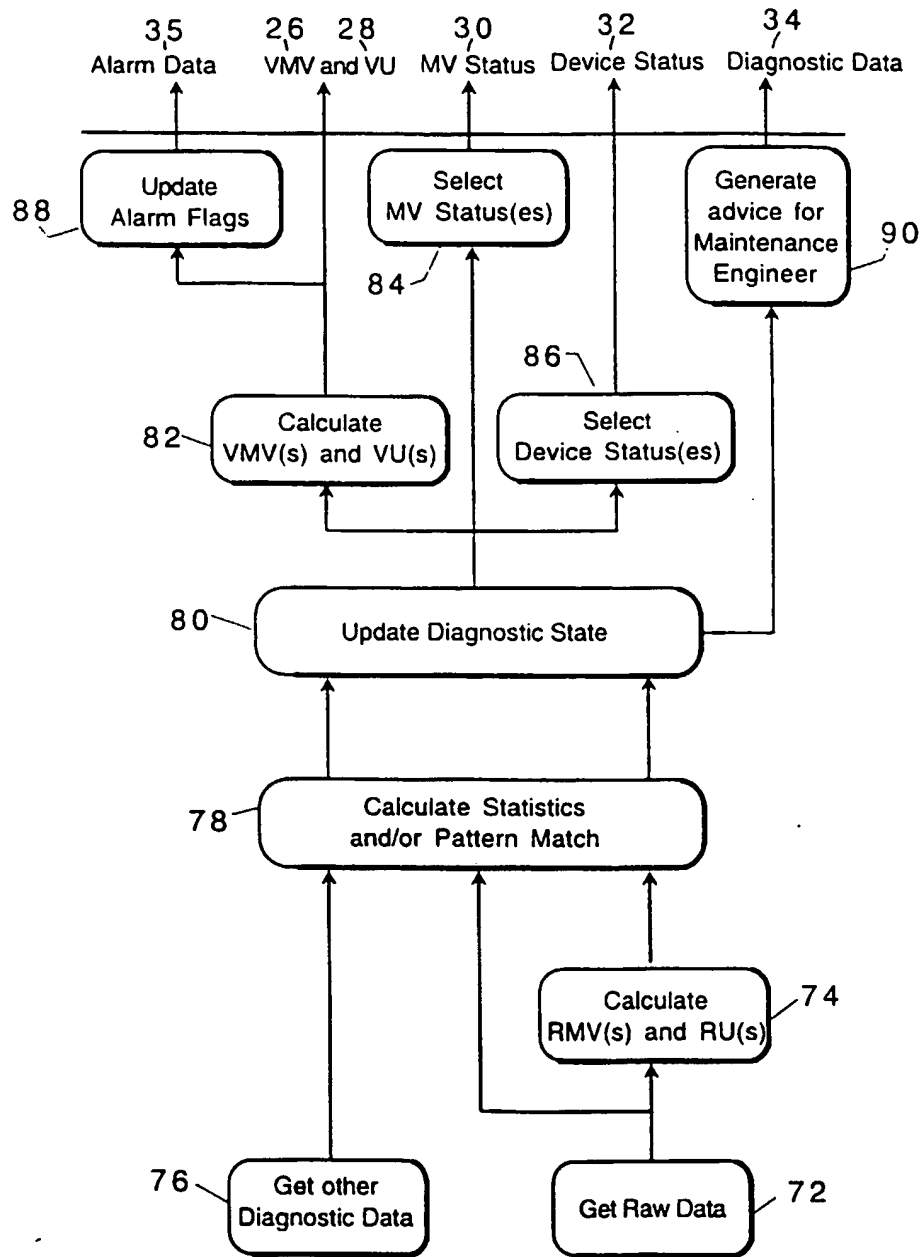 35 26 28 30 32 34
Alarm Data VMV and VU MV Status Device Status Diagnostic Data
Update
Alarm Flags
88
Select
MV Status(es)
84
Generate
advice for
Maintenance
Engineer
90
86
Calculate
VMV(s) and VU(s)
82
Select
Device Status(es)
80
Update Diagnostic State
78
Calculate Statistics
and/or Pattern Match
Calculate
RMV(s) and RU(s)
74
76
Get other
Diagnostic Data
Get Raw Data
72